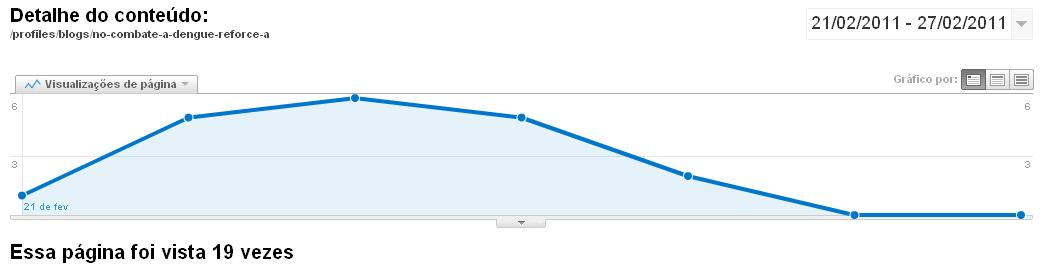 Detalhe do conteúdo:
/profiles/blogs/no-combate-a-dengue-reforce-a
21/02/2011 - 27/02/2011
Visualizações de página
Gráfico por:
6 6
3 3
21 de fev
Essa página foi vista 19 vezes